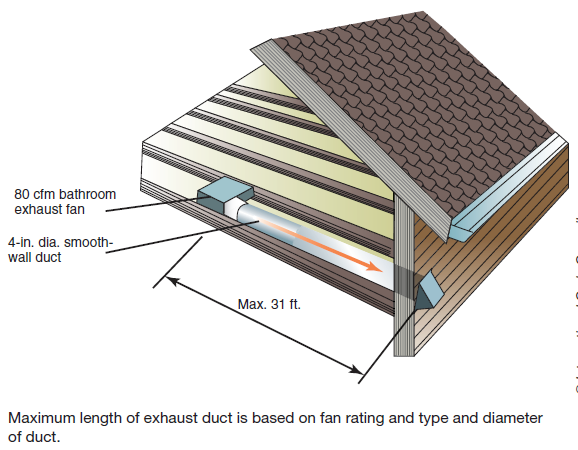 80 cfm bathroom
exhaust fan
4-in. dia. smooth-
wall duct
Max. 31 ft.
Maximum length of exhaust duct is based on fan rating and type and diameter
of duct.